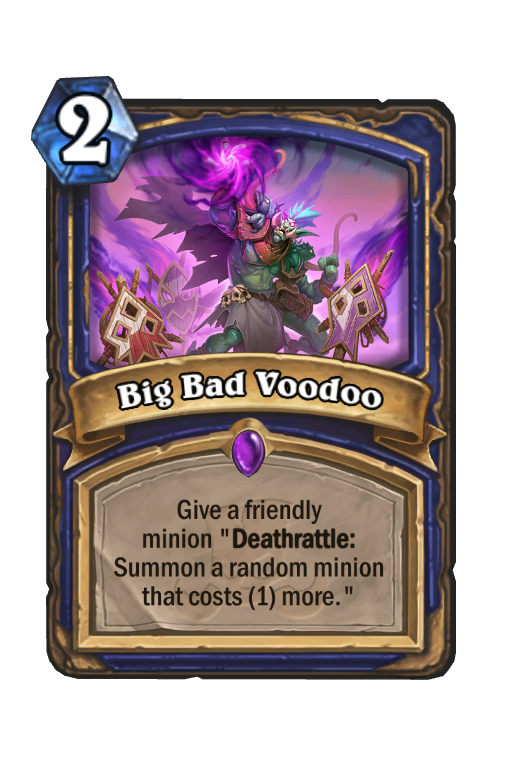 2
Big Bad Voodoo
Give a friendly
minion "Deathrattle:
Summon a random minion
that costs (1) more."